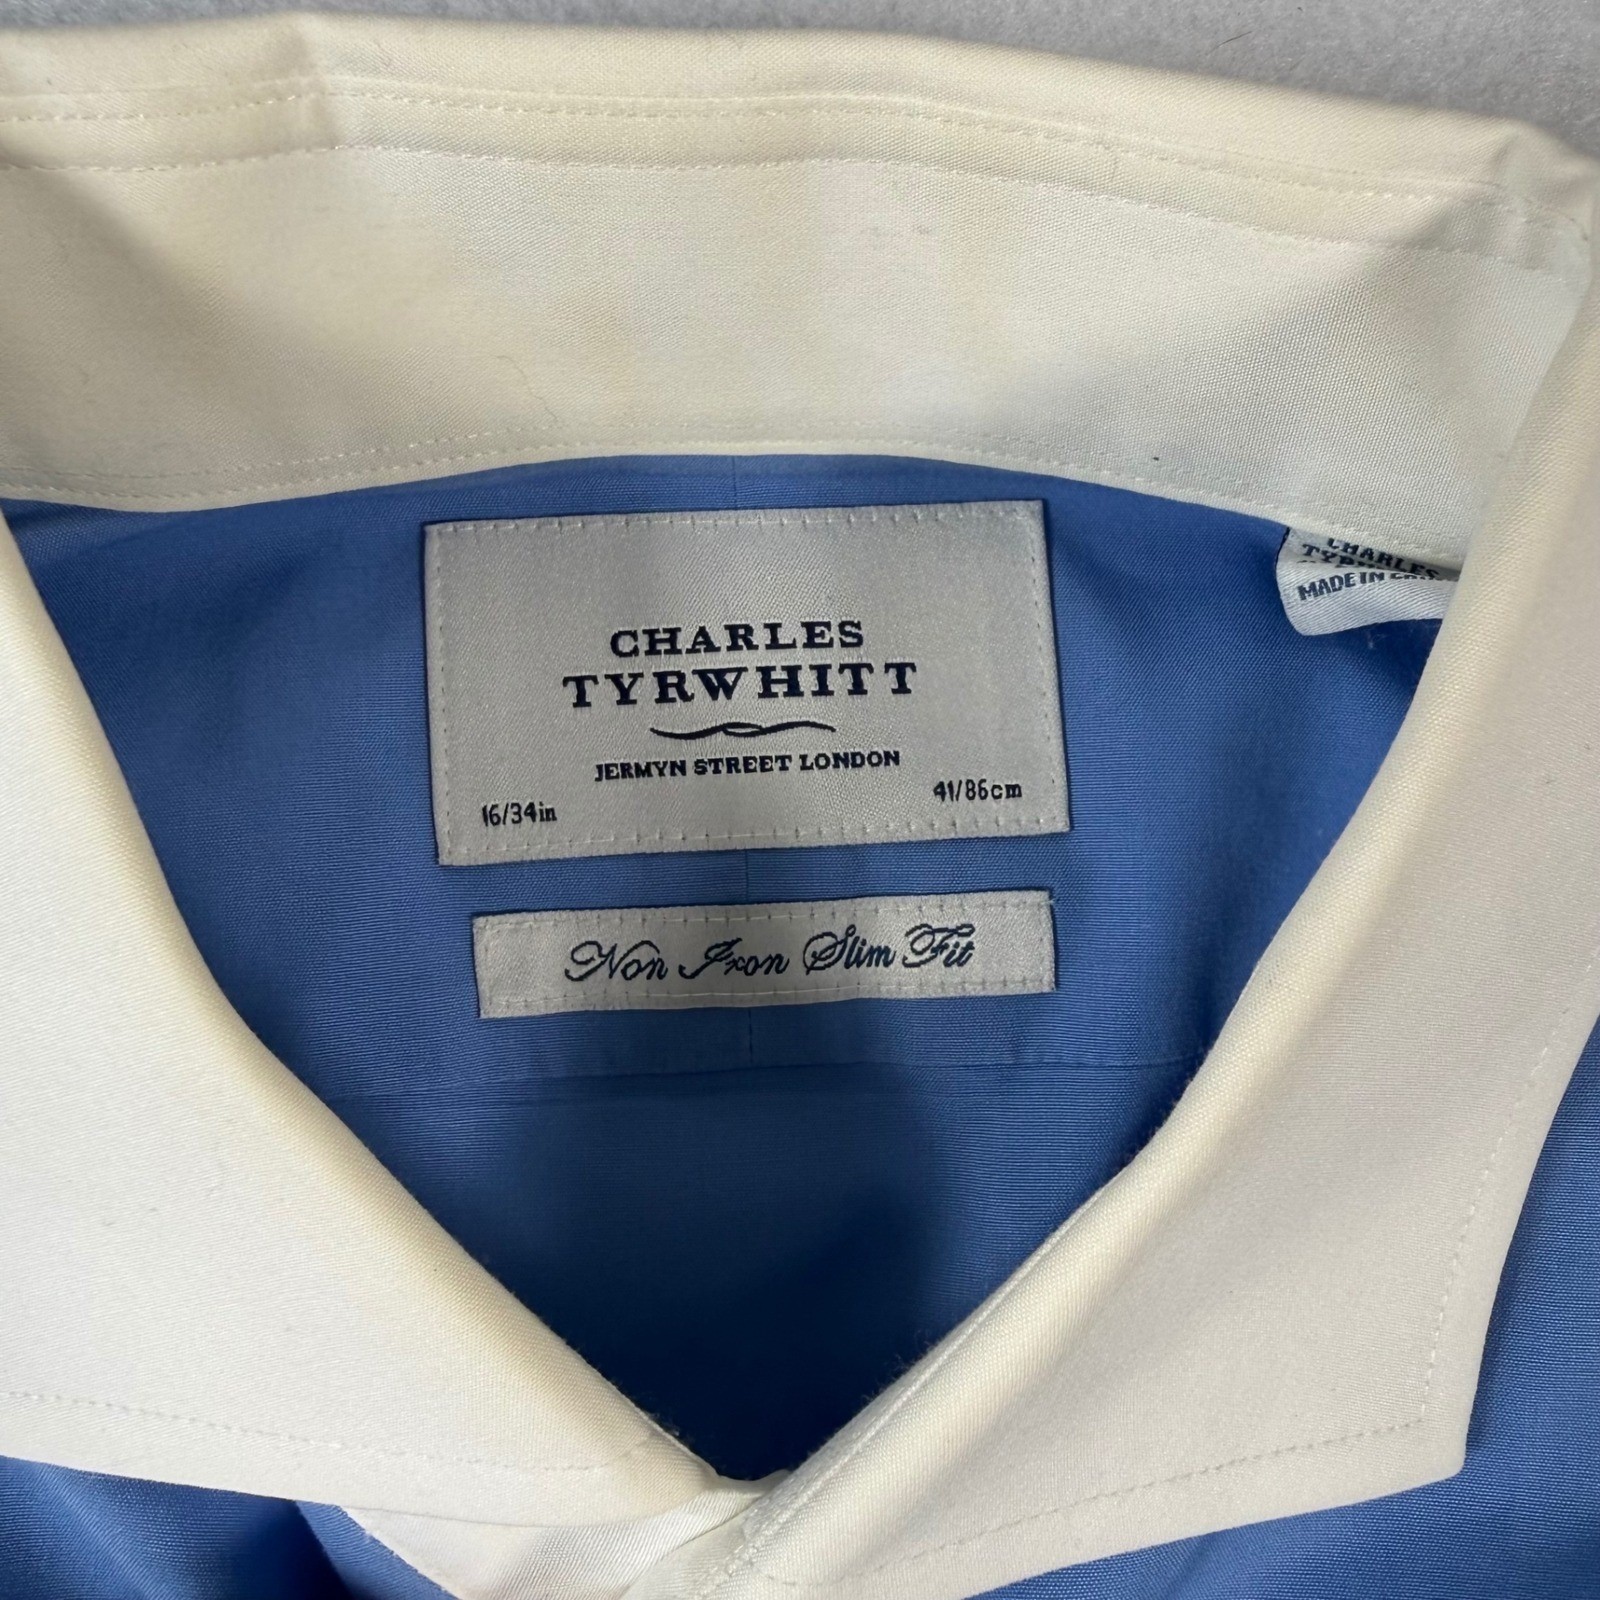 CHARLES
TYRWHITT
JERMYN STREET LONDON
16/34in
41/86cm
Non Iron Slim Fit
CHARLES
MADE IN